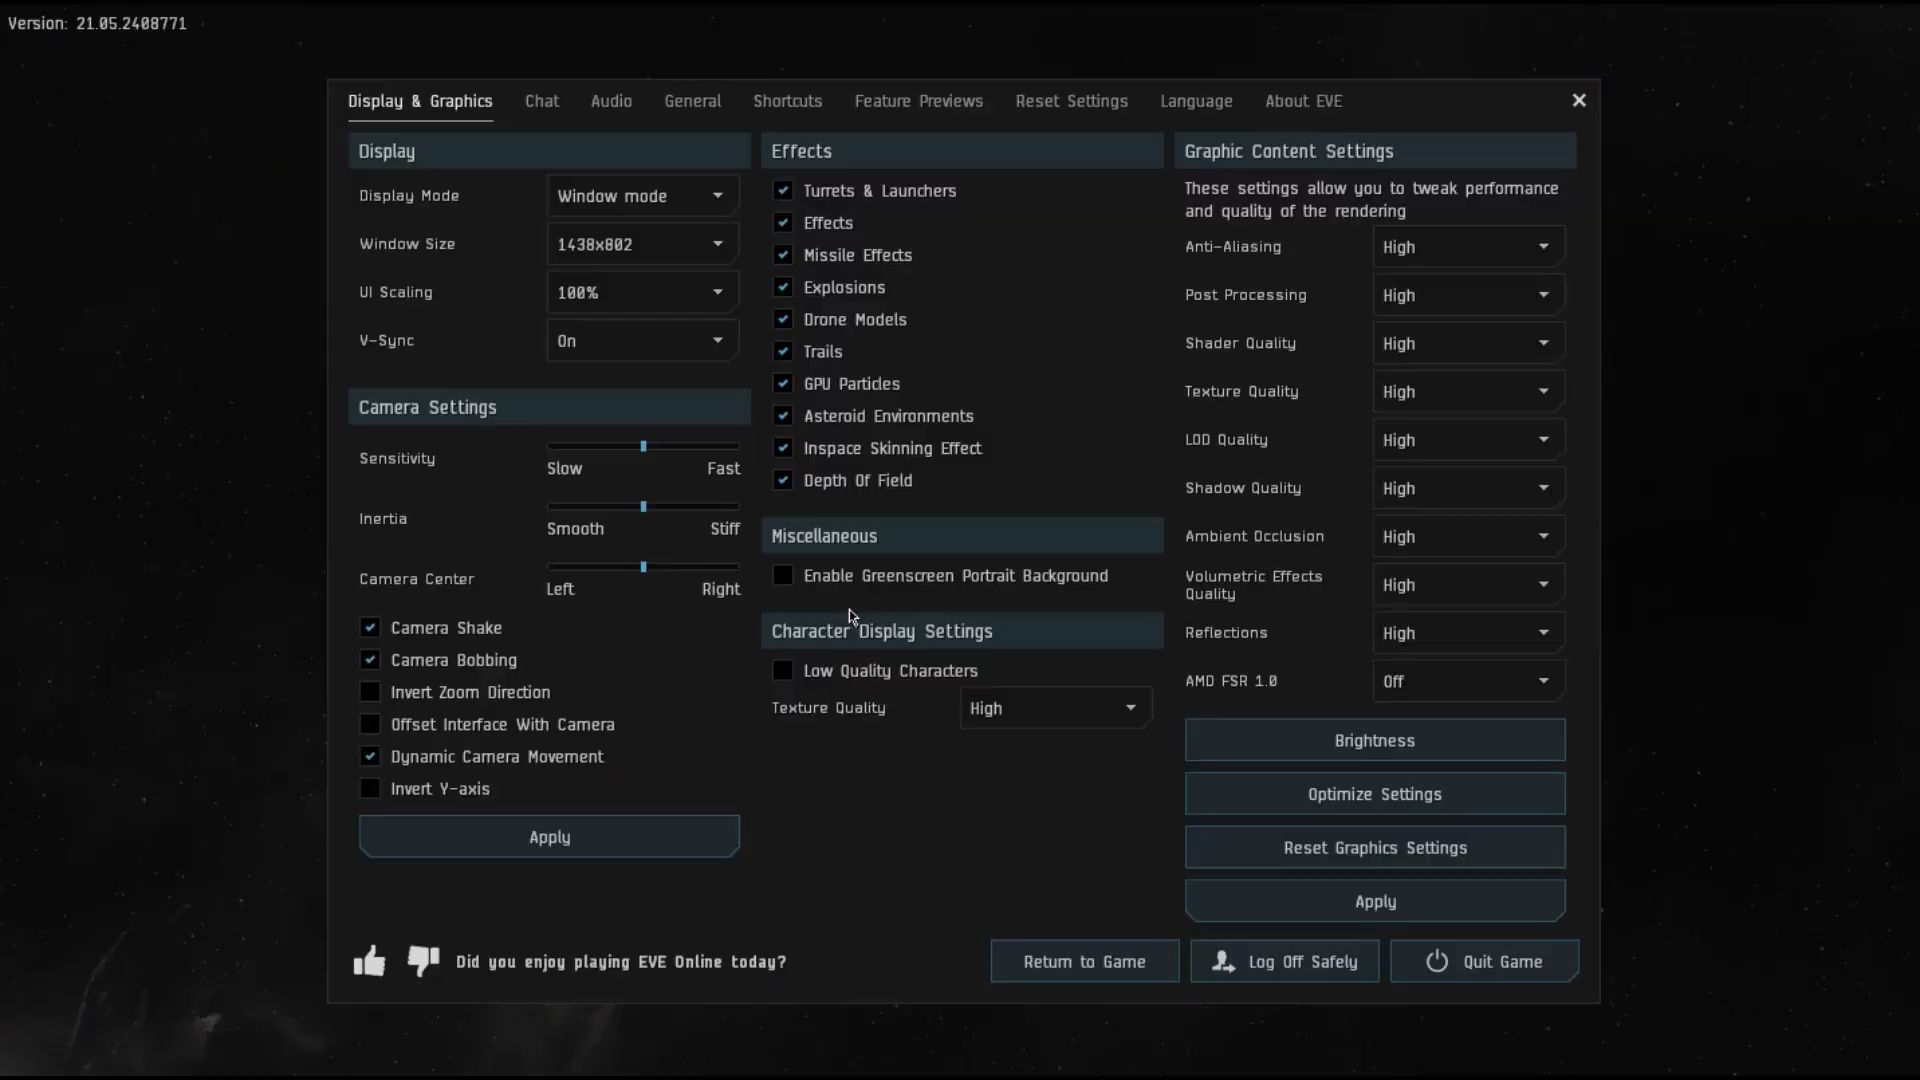 Version: 21.05.2408771
Display & Graphics
Chat
Audio
General
Shortcuts
Feature Previews
Reset Settings
Language
About EVE
Display
Display Mode
Window mode
Window Size
1438x802
UI Scaling
100%
V-Sync
On
Camera Settings
Sensitivity
Slow
Fast
Inertia
Smooth
Stiff
Camera Center
Left
Right
Camera Shake
Camera Bobbing
Invert Zoom Direction
Offset Interface With Camera
Dynamic Camera Movement
Invert Y-axis
Apply
Effects
Turrets & Launchers
Effects
Missile Effects
Explosions
Drone Models
Trails
GPU Particles
Asteroid Environments
Inspace Skinning Effect
Depth Of Field
Miscellaneous
Enable Greenscreen Portrait Background
Character Display Settings
Low Quality Characters
Texture Quality
High
Graphic Content Settings
These settings allow you to tweak performance
and quality of the rendering
Anti-Aliasing
High
Post Processing
High
Shader Quality
High
Texture Quality
High
LOD Quality
High
Shadow Quality
High
Ambient Occlusion
High
Volumetric Effects
Quality
High
Reflections
High
AMD FSR 1.0
Off
Brightness
Optimize Settings
Reset Graphics Settings
Apply
Did you enjoy playing EVE Online today?
Return to Game
Log Off Safely
Quit Game